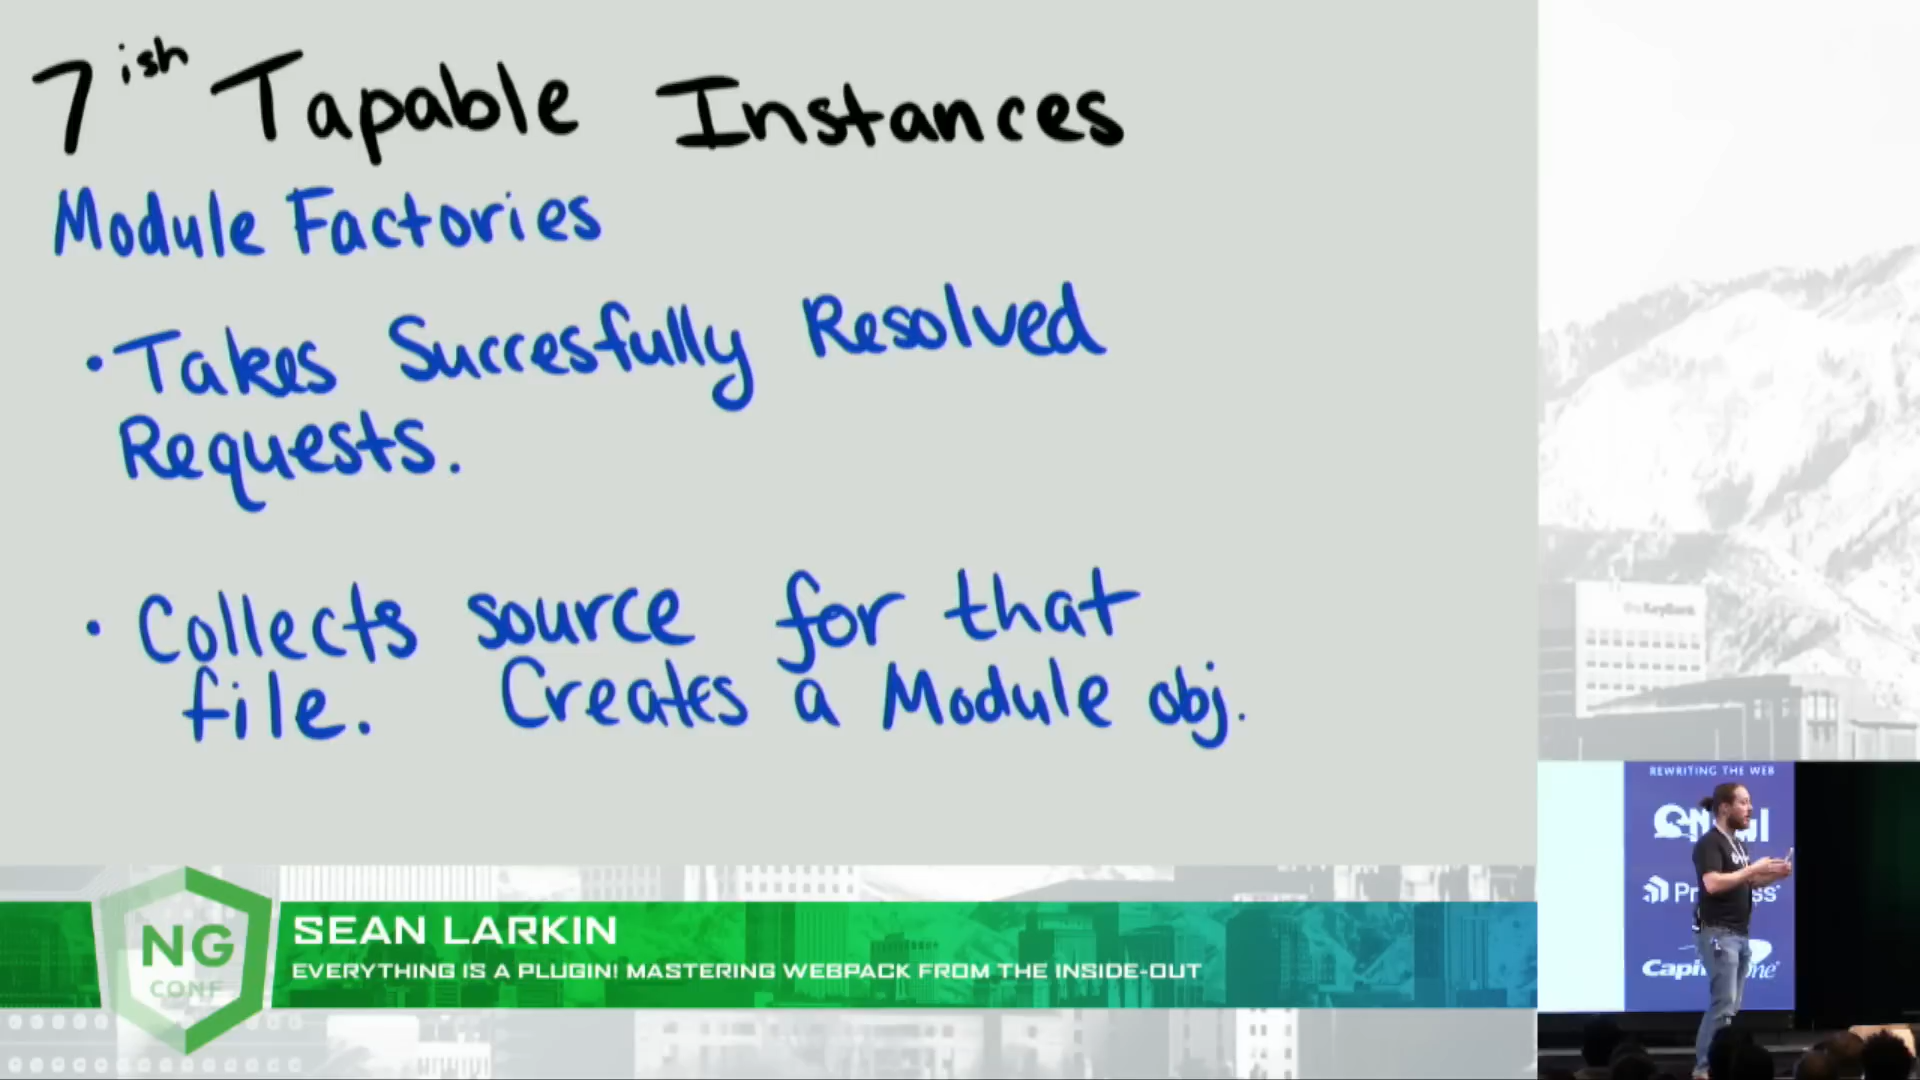 7ish Tapable Instances
Module Factories
• Takes Succesfully Resolved
Requests.
• Collects source for that
file. Creates a Module obj.
NG
CONF
SEAN LARKIN
EVERYTHING IS A PLUGIN! MASTERING WEBPACK FROM THE INSIDE-OUT
KeyBank
REWRITING THE WEB